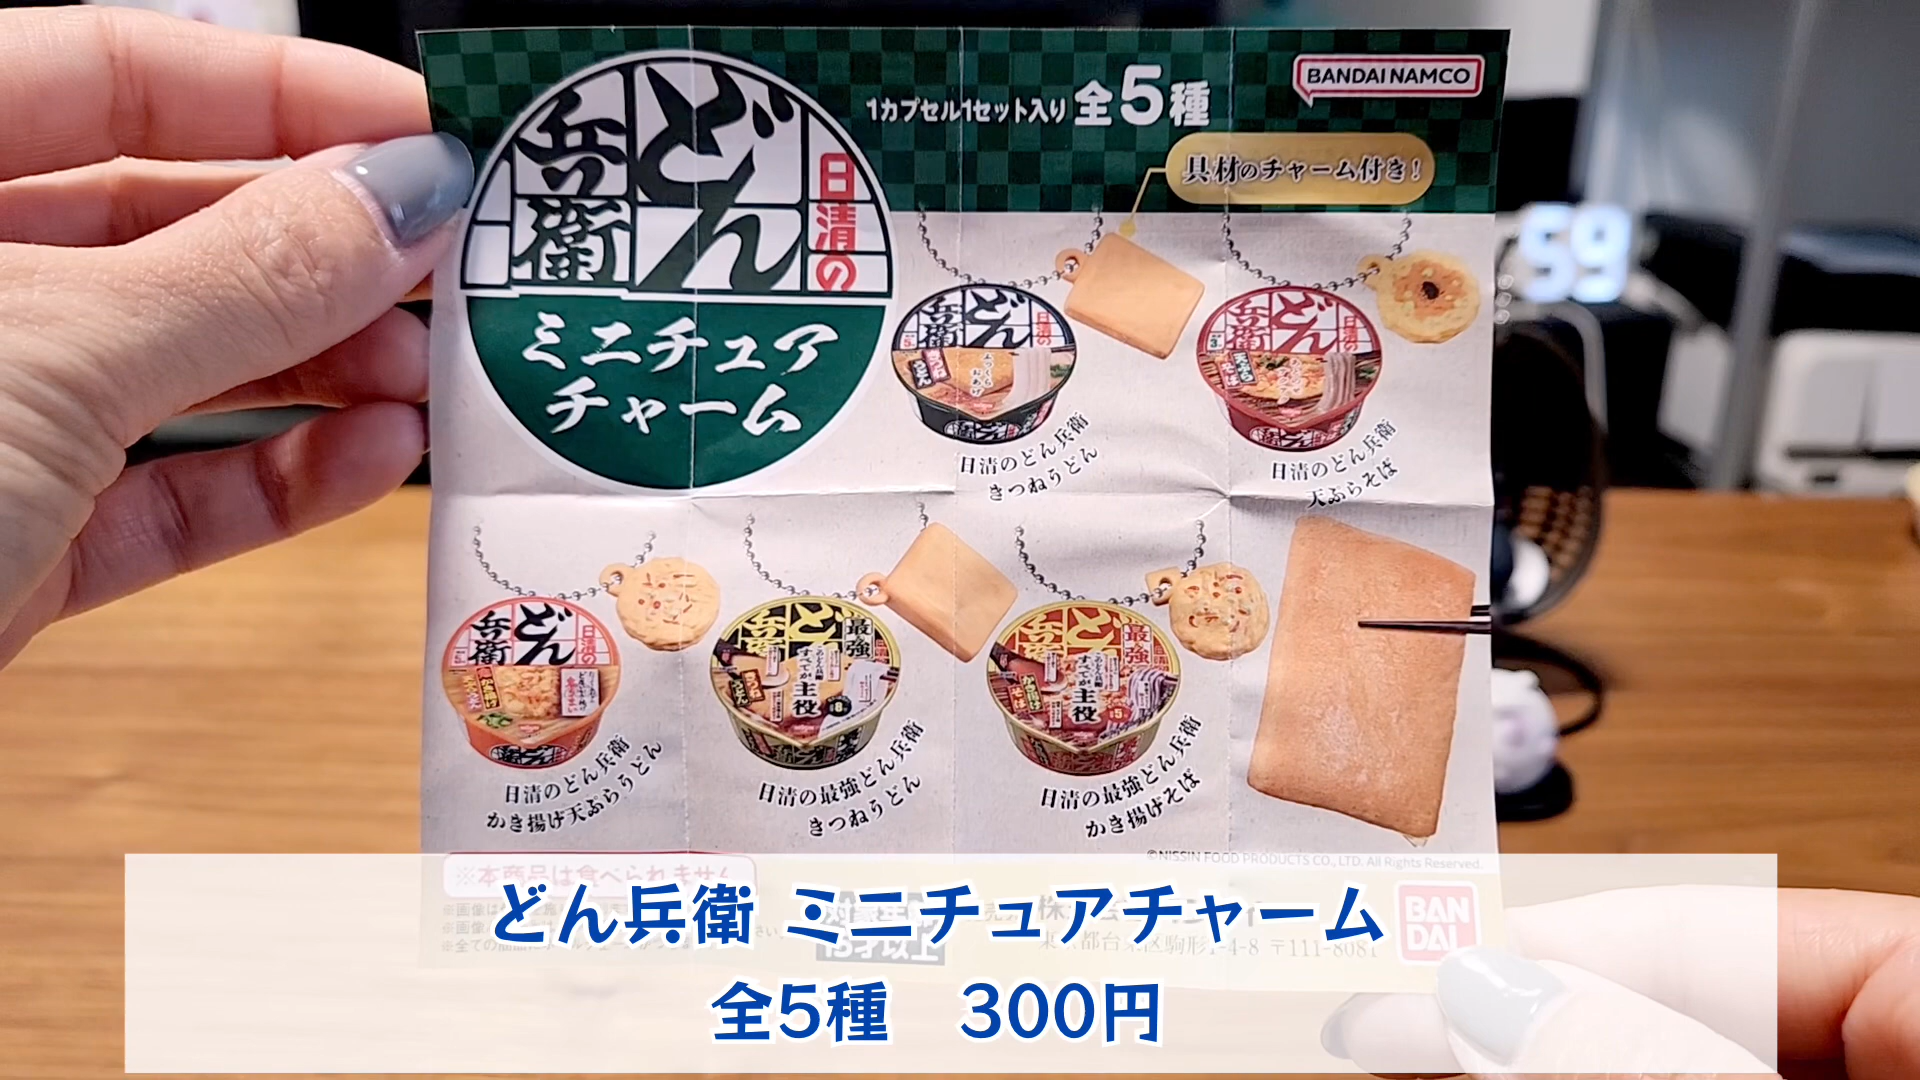 日清の
どん
兵衛
ミニチュア
チャーム
1カプセル1セット入り 全5種
BANDAI NAMCO
具材のチャーム付き!
日清のどん兵衛
きつねうどん
日清のどん兵衛
天ぷらそば
日清のどん兵衛
かき揚げ天ぷらうどん
日清の最強どん兵衛
きつねうどん
日清の最強どん兵衛
かき揚げそば
59
©NISSIN FOOD PRODUCTS CO., LTD. All Rights Reserved.
※本商品は食べられません
BAN
DAI
どん兵衛 ミニチュアチャーム
全5種 300円